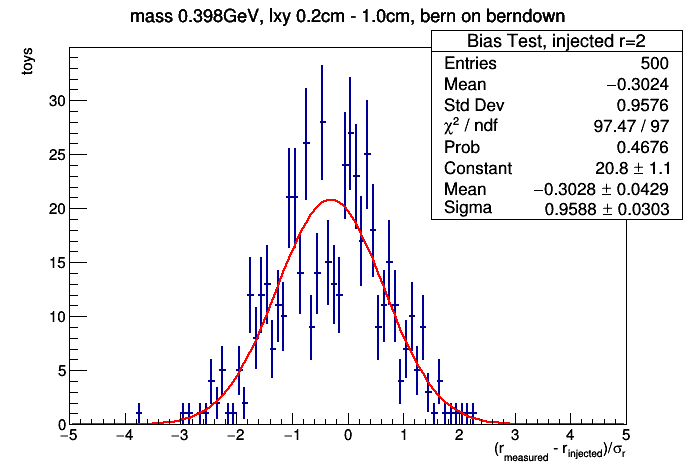 mass 0.398GeV, lxy 0.2cm - 1.0cm, bern on berndown
Bias Test, injected r=2
Entries 500
Mean −0.3024
Std Dev 0.9576
χ² / ndf 97.47 / 97
Prob 0.4676
Constant 20.8 ± 1.1
Mean −0.3028 ± 0.0429
Sigma 0.9588 ± 0.0303
toys
30
25
20
15
10
5
0
−5 −4 −3 −2 −1 0 1 2 3 4 5
(r_measured - r_injected)/σ_r